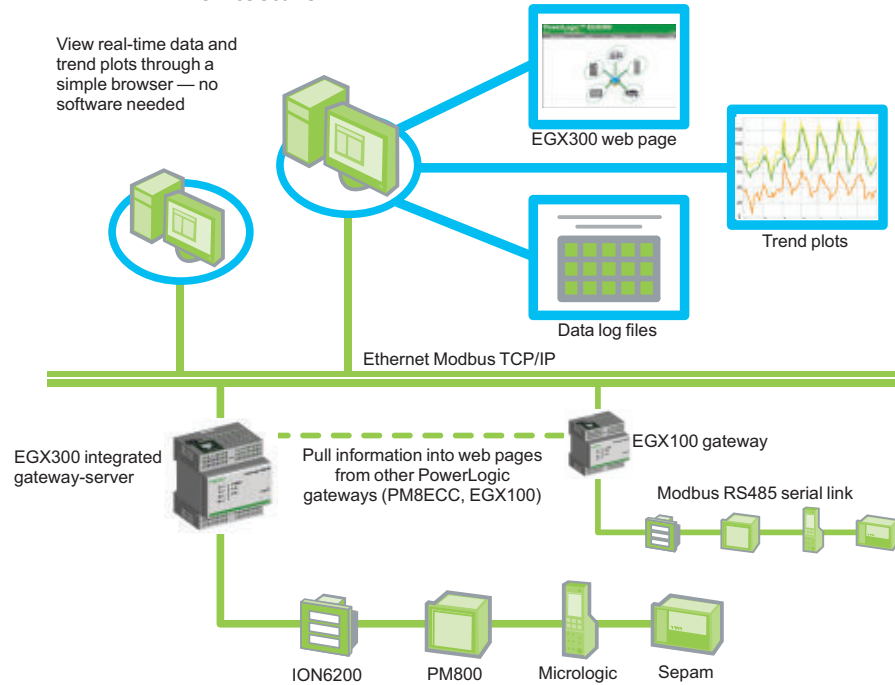 View real-time data and
trend plots through a
simple browser — no
software needed
EGX300 web page
Trend plots
Data log files
Ethernet Modbus TCP/IP
EGX300 integrated
gateway-server
Pull information into web pages
from other PowerLogic
gateways (PM8ECC, EGX100)
EGX100 gateway
Modbus RS485 serial link
ION6200
PM800
Micrologic
Sepam